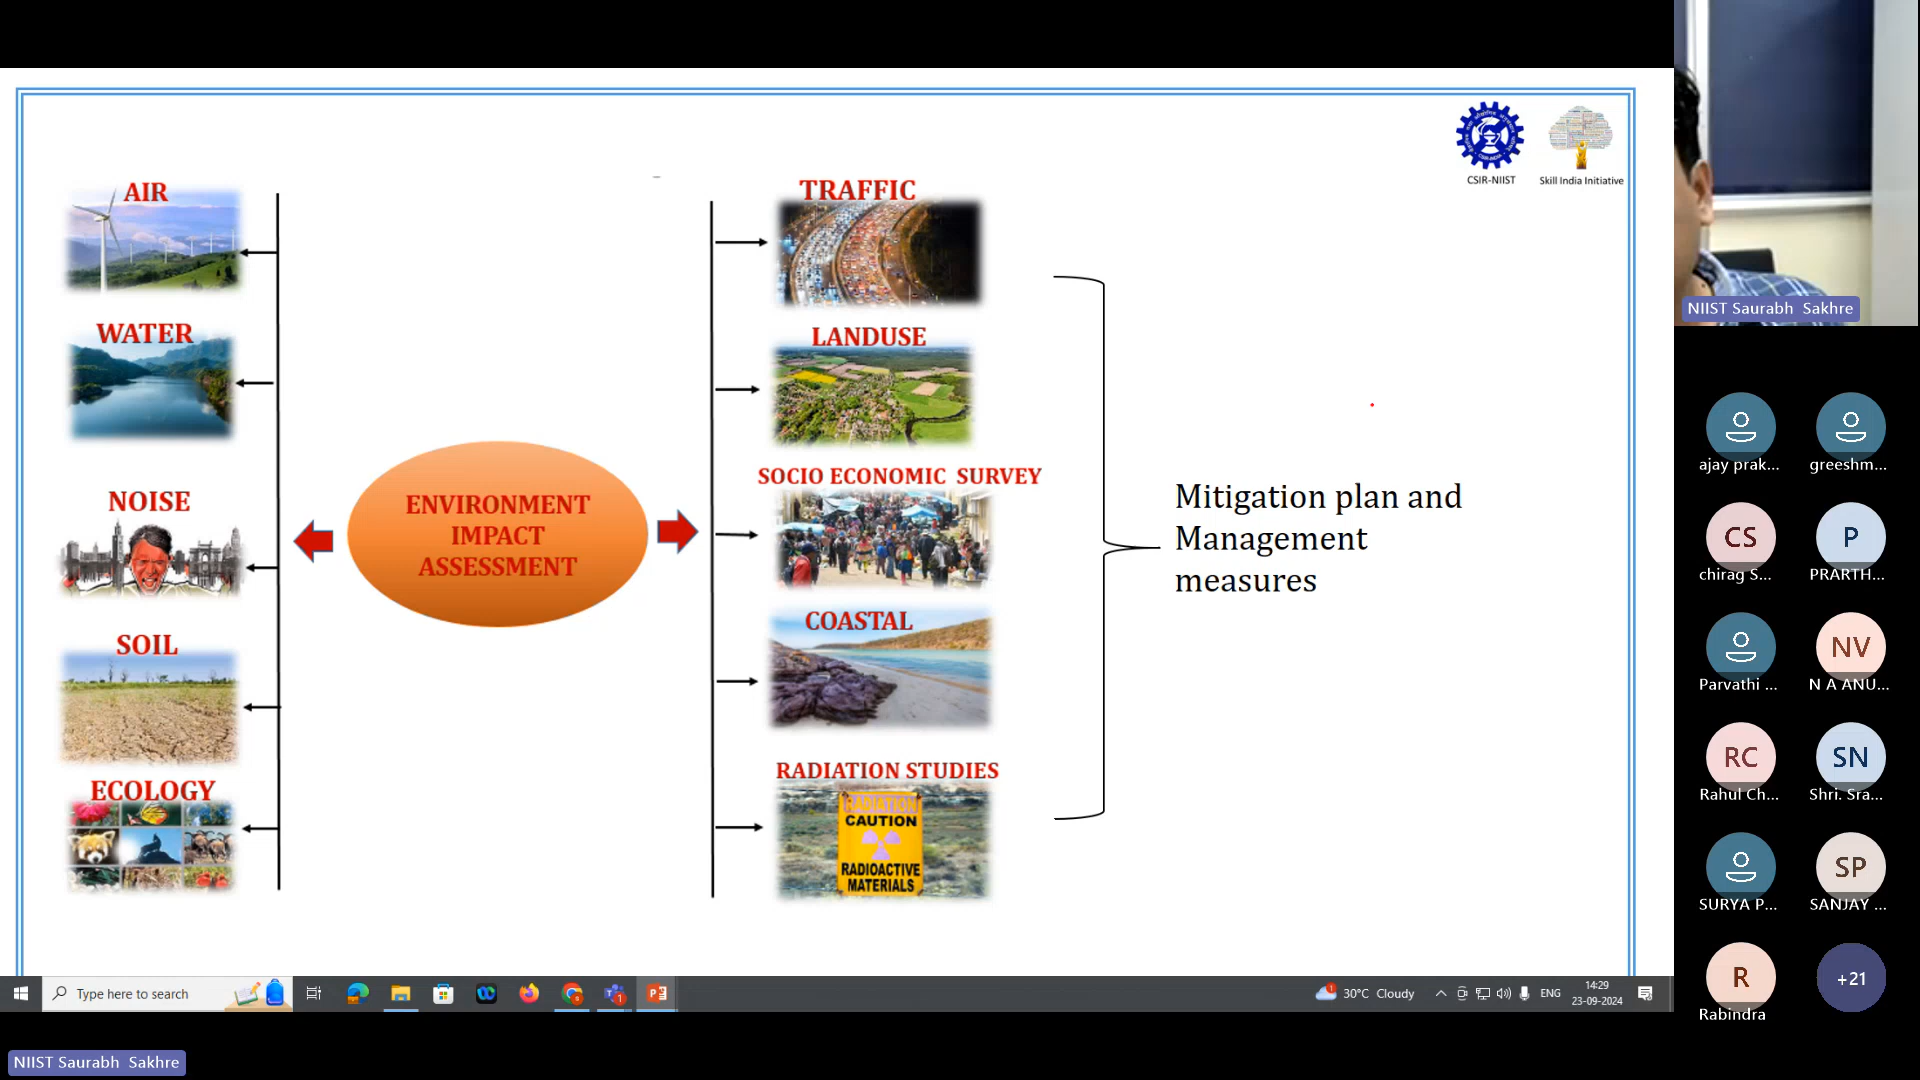 AIR
WATER
NOISE
SOIL
ECOLOGY
ENVIRONMENT
IMPACT
ASSESSMENT
TRAFFIC
LANDUSE
SOCIO ECONOMIC SURVEY
COASTAL
RADIATION STUDIES
RADIATION
CAUTION
RADIOACTIVE
MATERIALS
Mitigation plan and
Management
measures
CSIR-NIIST
Skill India Initiative
NIIST Saurabh Sakhre
ajay prak...
greeshm...
CS
chirag S...
P
PRARTH...
Parvathi ...
NV
N A ANU...
RC
Rahul Ch...
SN
Shri. Sra...
SURYA P...
SP
SANJAY ...
R
Rabindra
+21
Type here to search
30°C Cloudy
ENG
14:29
23-09-2024
NIIST Saurabh Sakhre